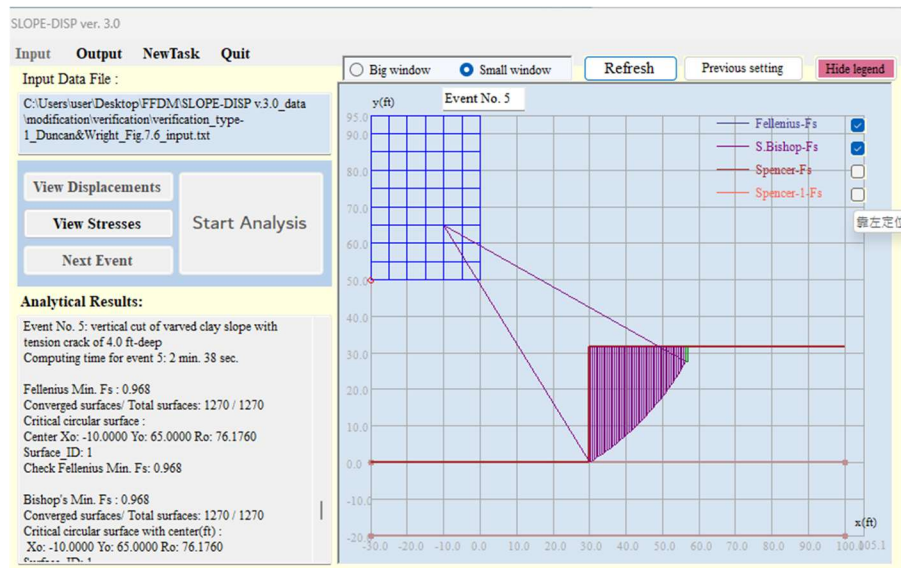 SLOPE-DISP ver. 3.0
Input Output NewTask Quit
Input Data File :
C:\Users\user\Desktop\FFDM\SLOPE-DISP v.3.0_data
\modification\verification\verification_type-
1_Duncan&Wright_Fig.7.6_input.txt
View Displacements
View Stresses
Next Event
Start Analysis
Analytical Results:
Event No. 5: vertical cut of varved clay slope with
tension crack of 4.0 ft-deep
Computing time for event 5: 2 min. 38 sec.
Fellenius Min. Fs : 0.968
Converged surfaces/ Total surfaces: 1270 / 1270
Critical circular surface :
Center Xo: -10.0000 Yo: 65.0000 Ro: 76.1760
Surface_ID: 1
Check Fellenius Min. Fs: 0.968
Bishop's Min. Fs : 0.968
Converged surfaces/ Total surfaces: 1270 / 1270
Critical circular surface with center(ft) :
Xo: -10.0000 Yo: 65.0000 Ro: 76.1760
Big window Small window Refresh Previous setting Hide legend
y(ft) Event No. 5
95.0
80.0
70.0
60.0
50.0
40.0
30.0
20.0
10.0
0.0
-10.0
-20.0
Fellenius-Fs
S.Bishop-Fs
Spencer-Fs
Spencer-1-Fs
靠左定位
x(ft)
-30.0 -20.0 -10.0 0.0 10.0 20.0 30.0 40.0 50.0 60.0 70.0 80.0 90.0 100.0 105.1